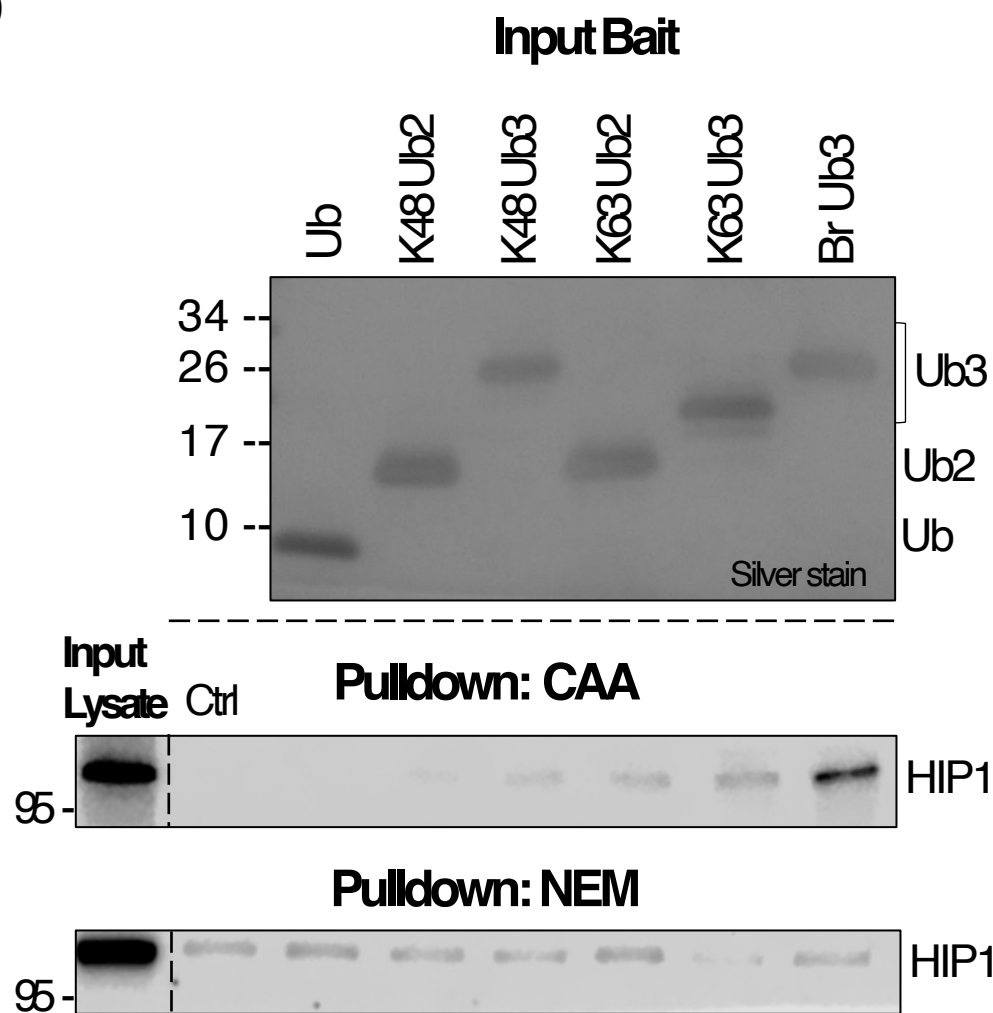 )
Input Bait
Ub
K48 Ub2
K48 Ub3
K63 Ub2
K63 Ub3
Br Ub3
34 --
26 --
17 --
10 --
Ub3
Ub2
Ub
Silver stain
Input
Lysate
Ctrl
Pulldown: CAA
95 -
HIP1
Pulldown: NEM
95 -
HIP1